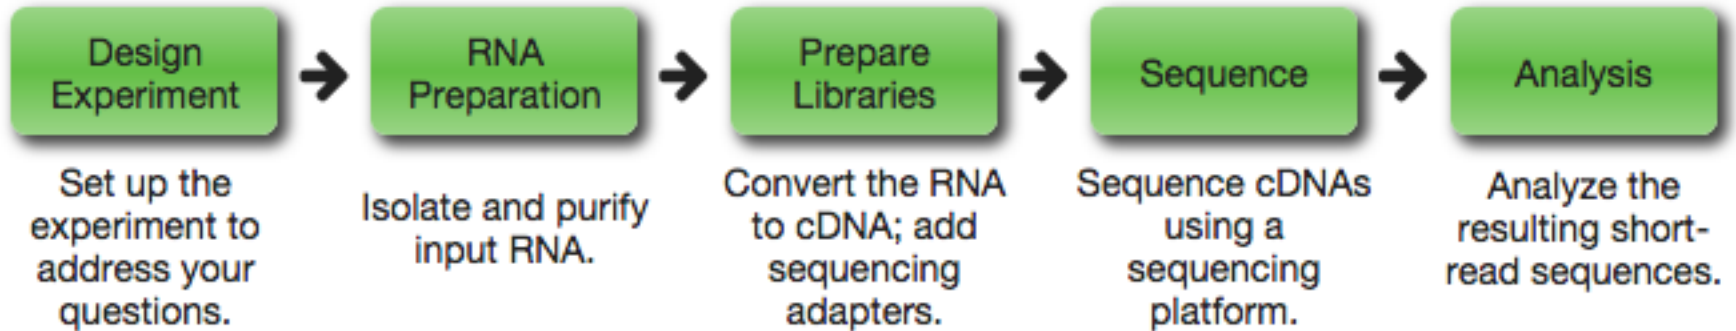 Design
Experiment
Set up the
experiment to
address your
questions.
RNA
Preparation
Isolate and purify
input RNA.
Prepare
Libraries
Convert the RNA
to cDNA; add
sequencing
adapters.
Sequence
Sequence cDNAs
using a
sequencing
platform.
Analysis
Analyze the
resulting short-
read sequences.